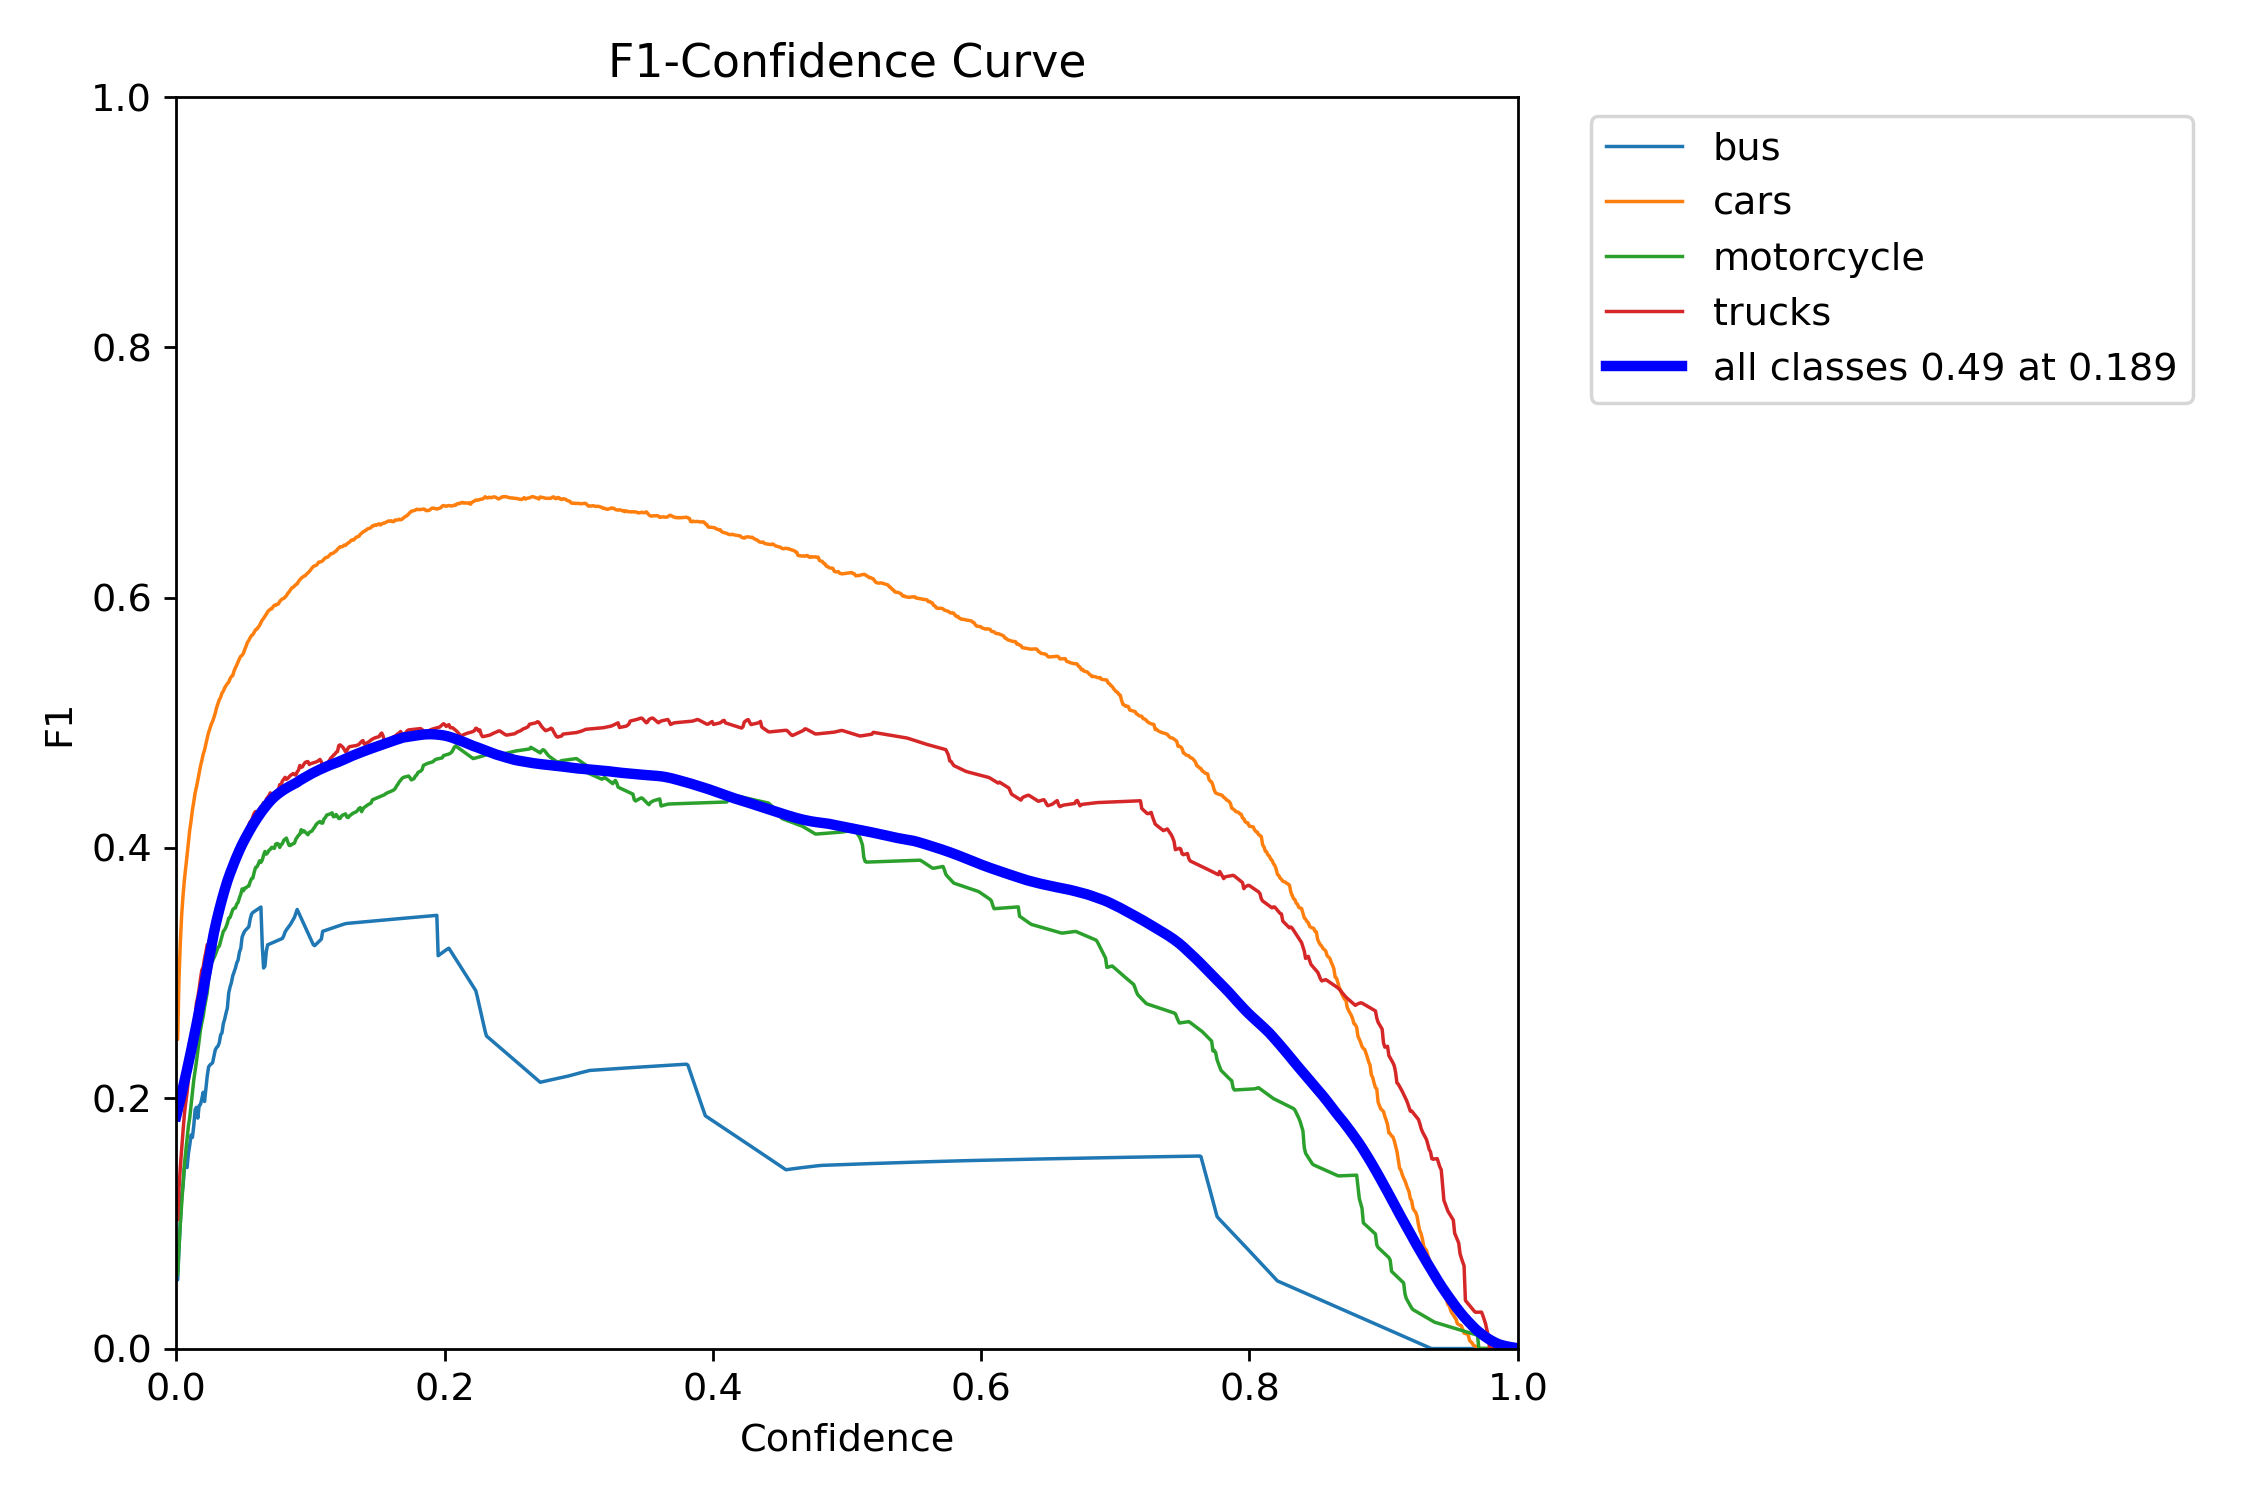 F1-Confidence Curve
1.0
0.8
0.6
0.4
0.2
0.0
F1
0.0 0.2 0.4 0.6 0.8 1.0
Confidence
bus
cars
motorcycle
trucks
all classes 0.49 at 0.189